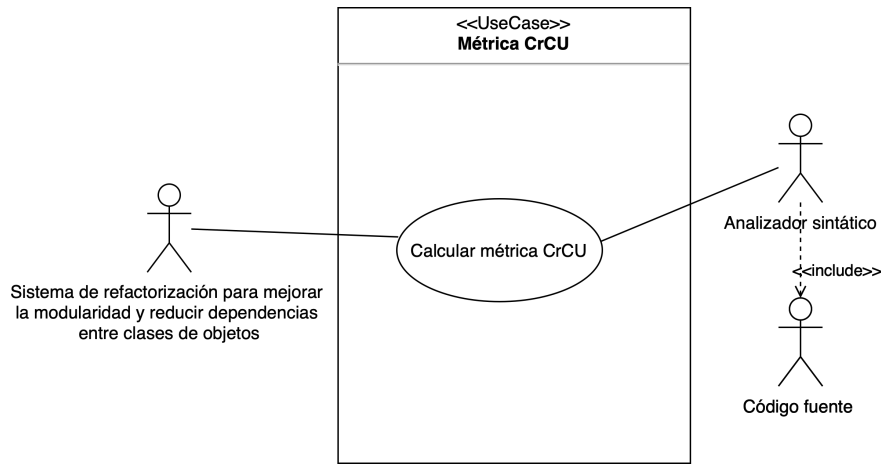 <<UseCase>>
Métrica CrCU
Calcular métrica CrCU
Sistema de refactorización para mejorar
la modularidad y reducir dependencias
entre clases de objetos
Analizador sintático
<<include>>
Código fuente